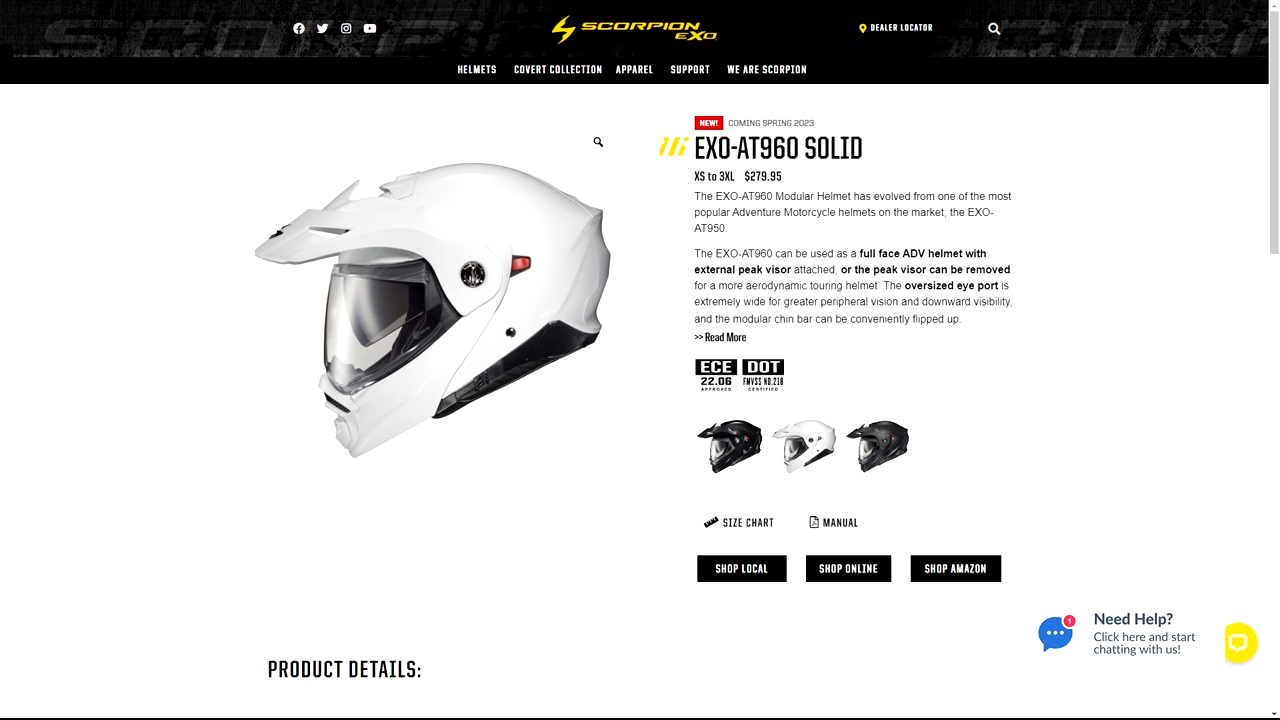 SCORPION
EXO
DEALER LOCATOR
HELMETS COVERT COLLECTION APPAREL SUPPORT WE ARE SCORPION
NEW! COMING SPRING 2023
EXO-AT960 SOLID
XS to 3XL $279.95
The EXO-AT960 Modular Helmet has evolved from one of the most
popular Adventure Motorcycle helmets on the market; the EXO-
AT950.
The EXO-AT960 can be used as a full face ADV helmet with
external peak visor attached, or the peak visor can be removed
for a more aerodynamic touring helmet. The oversized eye port is
extremely wide for greater peripheral vision and downward visibility,
and the modular chin bar can be conveniently flipped up.
>> Read More
ECE DOT
22.06 FMVSS NO.218
APPROVED CERTIFIED
SIZE CHART MANUAL
SHOP LOCAL SHOP ONLINE SHOP AMAZON
1
Need Help?
Click here and start
chatting with us!
PRODUCT DETAILS: